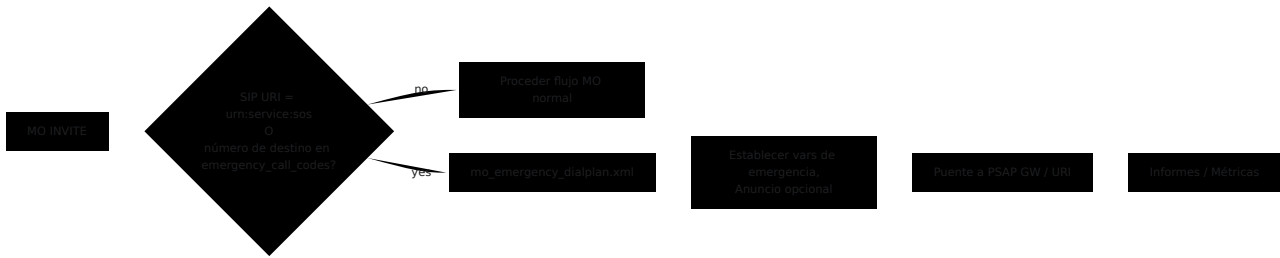 MO INVITE
SIP URI =
urn:service:sos
O
número de destino en
emergency_call_codes?
no
Proceder flujo MO
normal
yes
mo_emergency_dialplan.xml
Establecer vars de
emergencia,
Anuncio opcional
Puente a PSAP GW / URI
Informes / Métricas